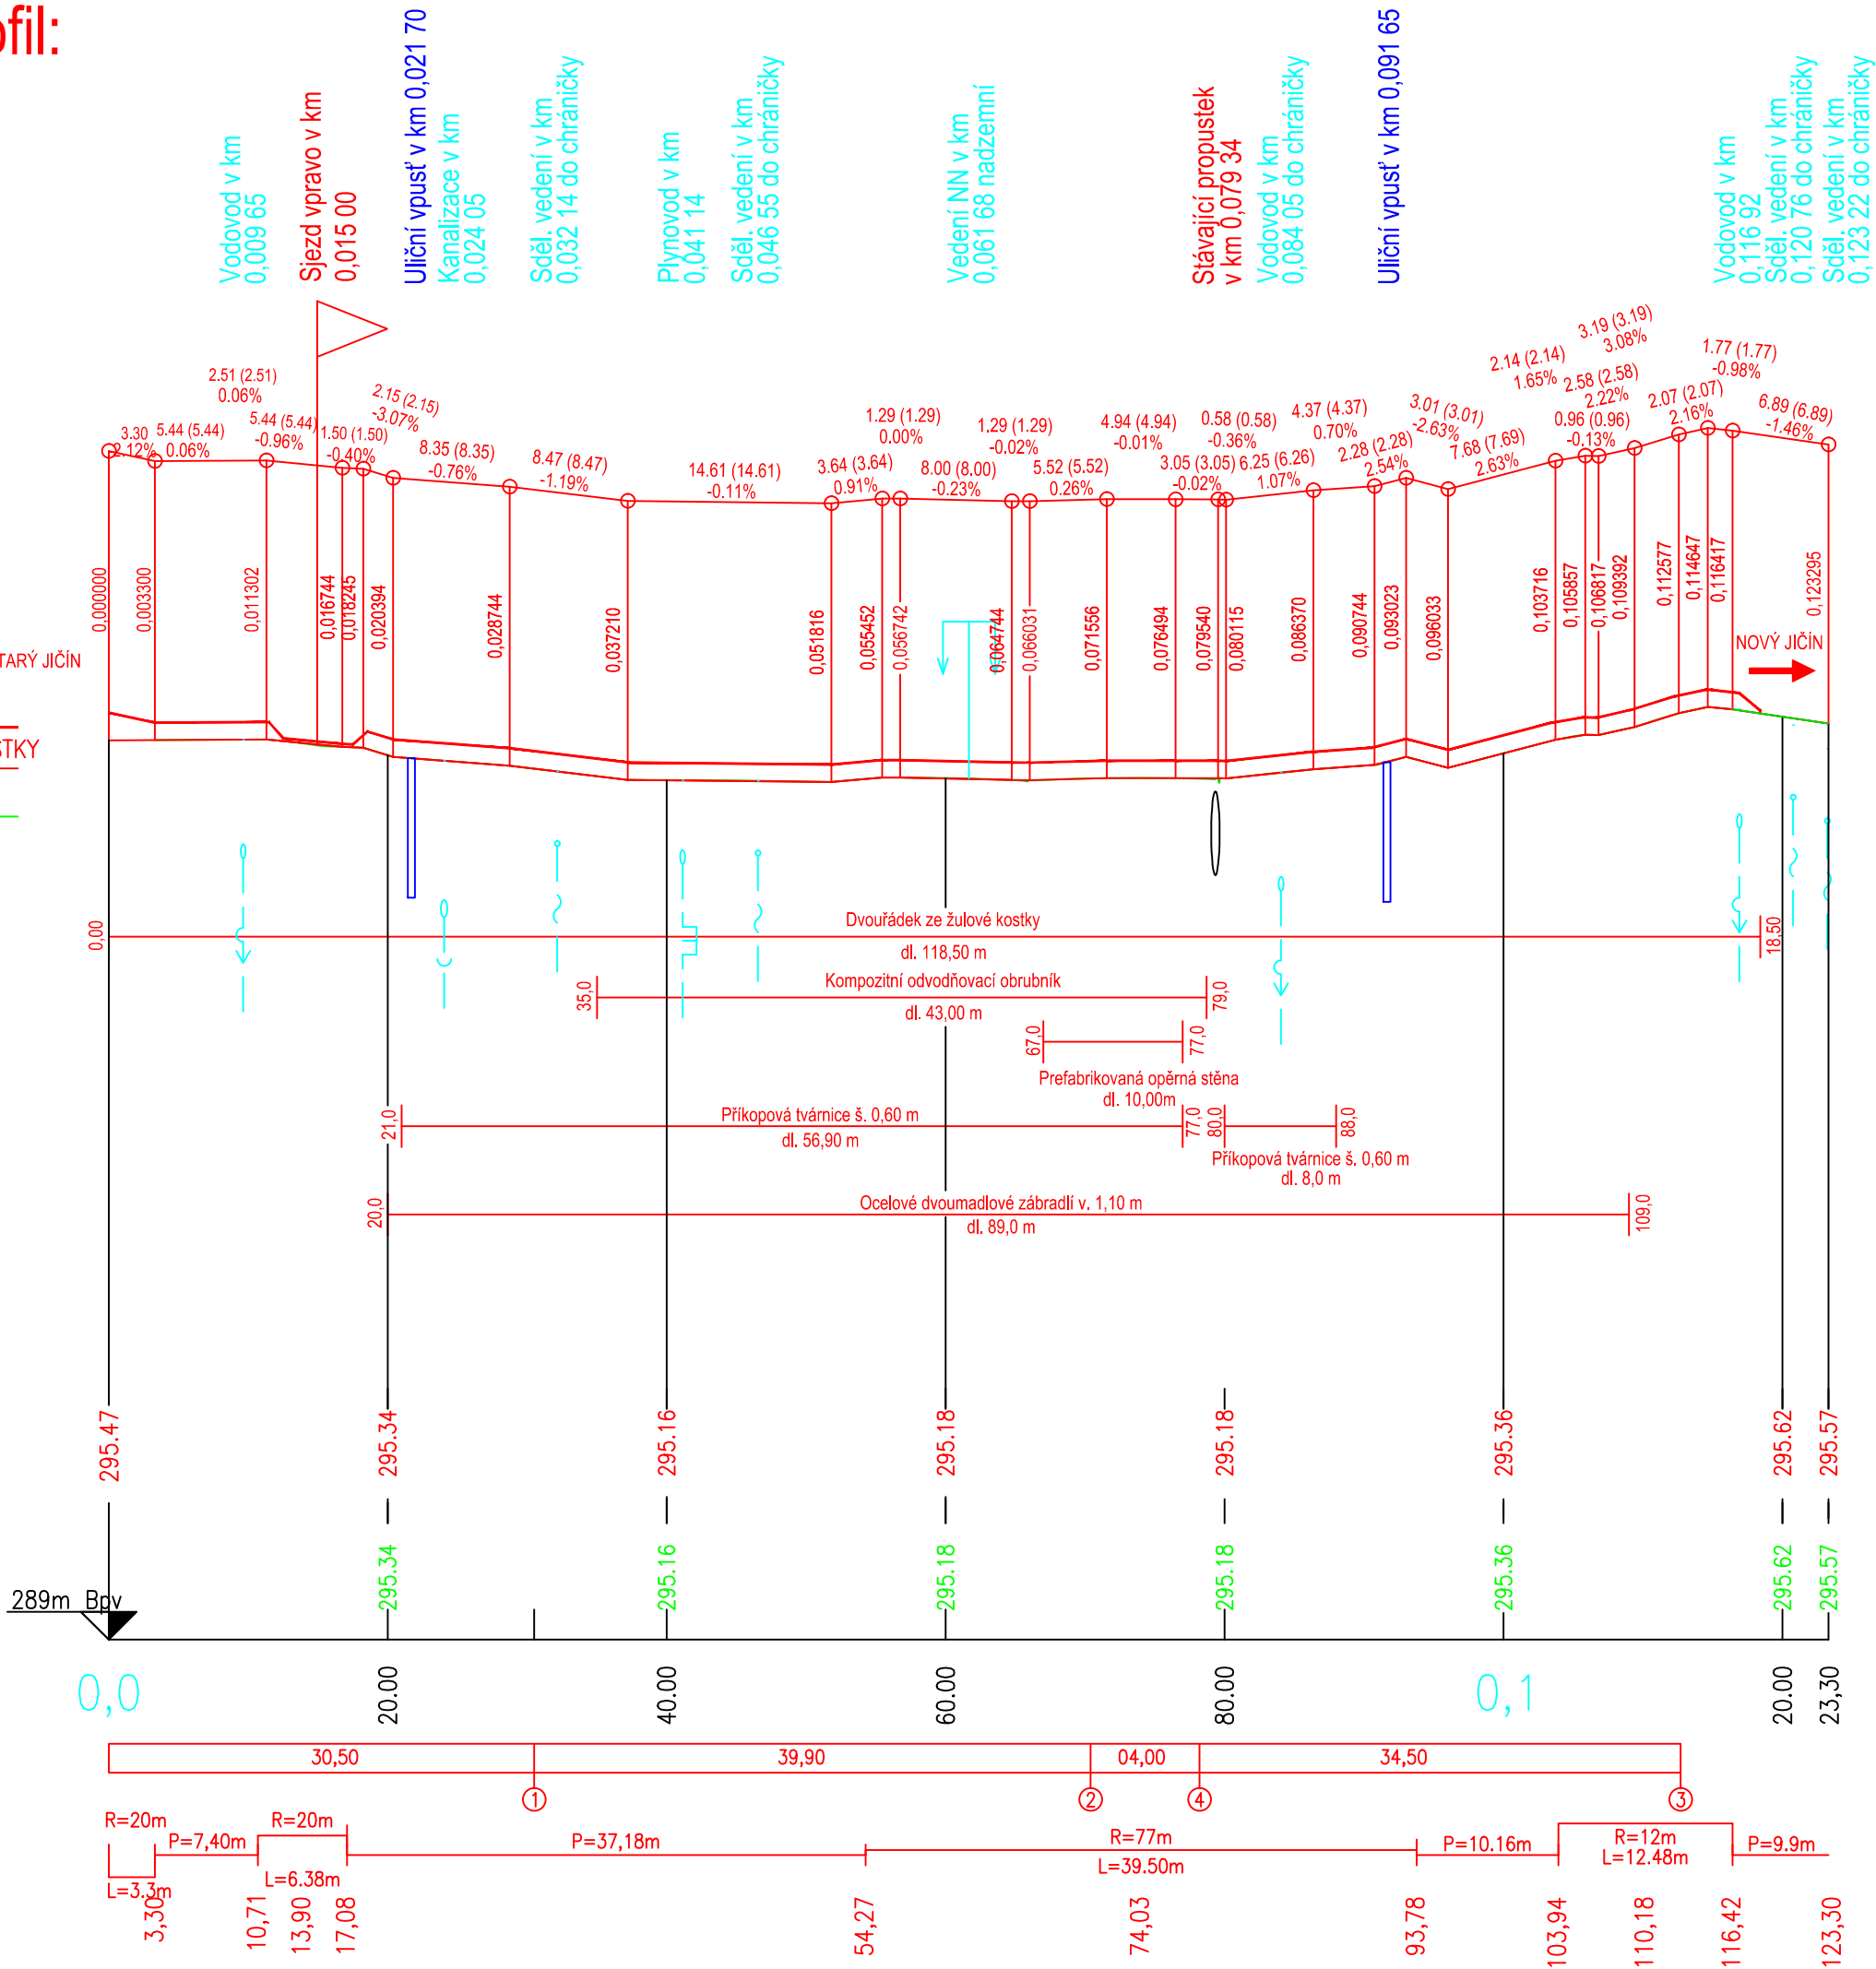 ofil:
Vodovod v km
0,009 65
Sjezd vpravo v km
0,015 00
Uliční vpusť v km 0,021 70
Kanalizace v km
0,024 05
Sděl. vedení v km
0,032 14 do chráničky
Plynovod v km
0,041 14
Sděl. vedení v km
0,046 55 do chráničky
Vedení NN v km
0,061 68 nadzemní
Stávající propustek
v km 0,079 34
Vodovod v km
0,084 05 do chráničky
Uliční vpusť v km 0,091 65
Vodovod v km
0,116 92
Sděl. vedení v km
0,120 76 do chráničky
Sděl. vedení v km
0,123 22 do chráničky
3.30
-2.12%
5.44 (5.44)
0.06%
2.51 (2.51)
0.06%
5.44 (5.44)
-0.96%
1.50 (1.50)
-0.40%
2.15 (2.15)
-3.07%
8.35 (8.35)
-0.76%
8.47 (8.47)
-1.19%
14.61 (14.61)
-0.11%
3.64 (3.64)
0.91%
1.29 (1.29)
0.00%
8.00 (8.00)
-0.23%
1.29 (1.29)
-0.02%
5.52 (5.52)
0.26%
4.94 (4.94)
-0.01%
3.05 (3.05)
-0.02%
0.58 (0.58)
-0.36%
6.25 (6.26)
1.07%
4.37 (4.37)
0.70%
2.28 (2.28)
2.54%
3.01 (3.01)
-2.63%
7.68 (7.69)
2.63%
2.14 (2.14)
1.65%
0.96 (0.96)
-0.13%
2.58 (2.58)
2.22%
3.19 (3.19)
3.08%
2.07 (2.07)
2.16%
1.77 (1.77)
-0.98%
6.89 (6.89)
-1.46%
0,000000
0,003300
0,011302
0,016744
0,018245
0,020394
0,028744
0,037210
0,051816
0,055452
0,056742
0,064744
0,066031
0,071556
0,076494
0,079540
0,080115
0,086370
0,090744
0,093023
0,096033
0,103716
0,105857
0,106817
0,109392
0,112577
0,114647
0,116417
0,123295
TARÝ JIČÍN
NOVÝ JIČÍN
STKY
0,00
Dvouřádek ze žulové kostky
dl. 118,50 m
18,50
35,0
Kompozitní odvodňovací obrubník
dl. 43,00 m
79,0
67,0
77,0
Prefabrikovaná opěrná stěna
dl. 10,00m
21,0
Příkopová tvárnice š. 0,60 m
dl. 56,90 m
77,0
80,0
88,0
Příkopová tvárnice š. 0,60 m
dl. 8,0 m
20,0
Ocelové dvoumadlové zábradlí v. 1,10 m
dl. 89,0 m
109,0
295.47
295.34
295.16
295.18
295.18
295.36
295.62
295.57
295.34
295.16
295.18
295.18
295.36
295.62
295.57
289m Bpv
0,0
20.00
40.00
60.00
80.00
0,1
20.00
23,30
30,50
39,90
04,00
34,50
1
2
4
3
R=20m
L=3.3m
P=7,40m
R=20m
L=6.38m
P=37,18m
R=77m
L=39.50m
P=10.16m
R=12m
L=12.48m
P=9.9m
3,30
10,71
13,90
17,08
54,27
74,03
93,78
103,94
110,18
116,42
123,30